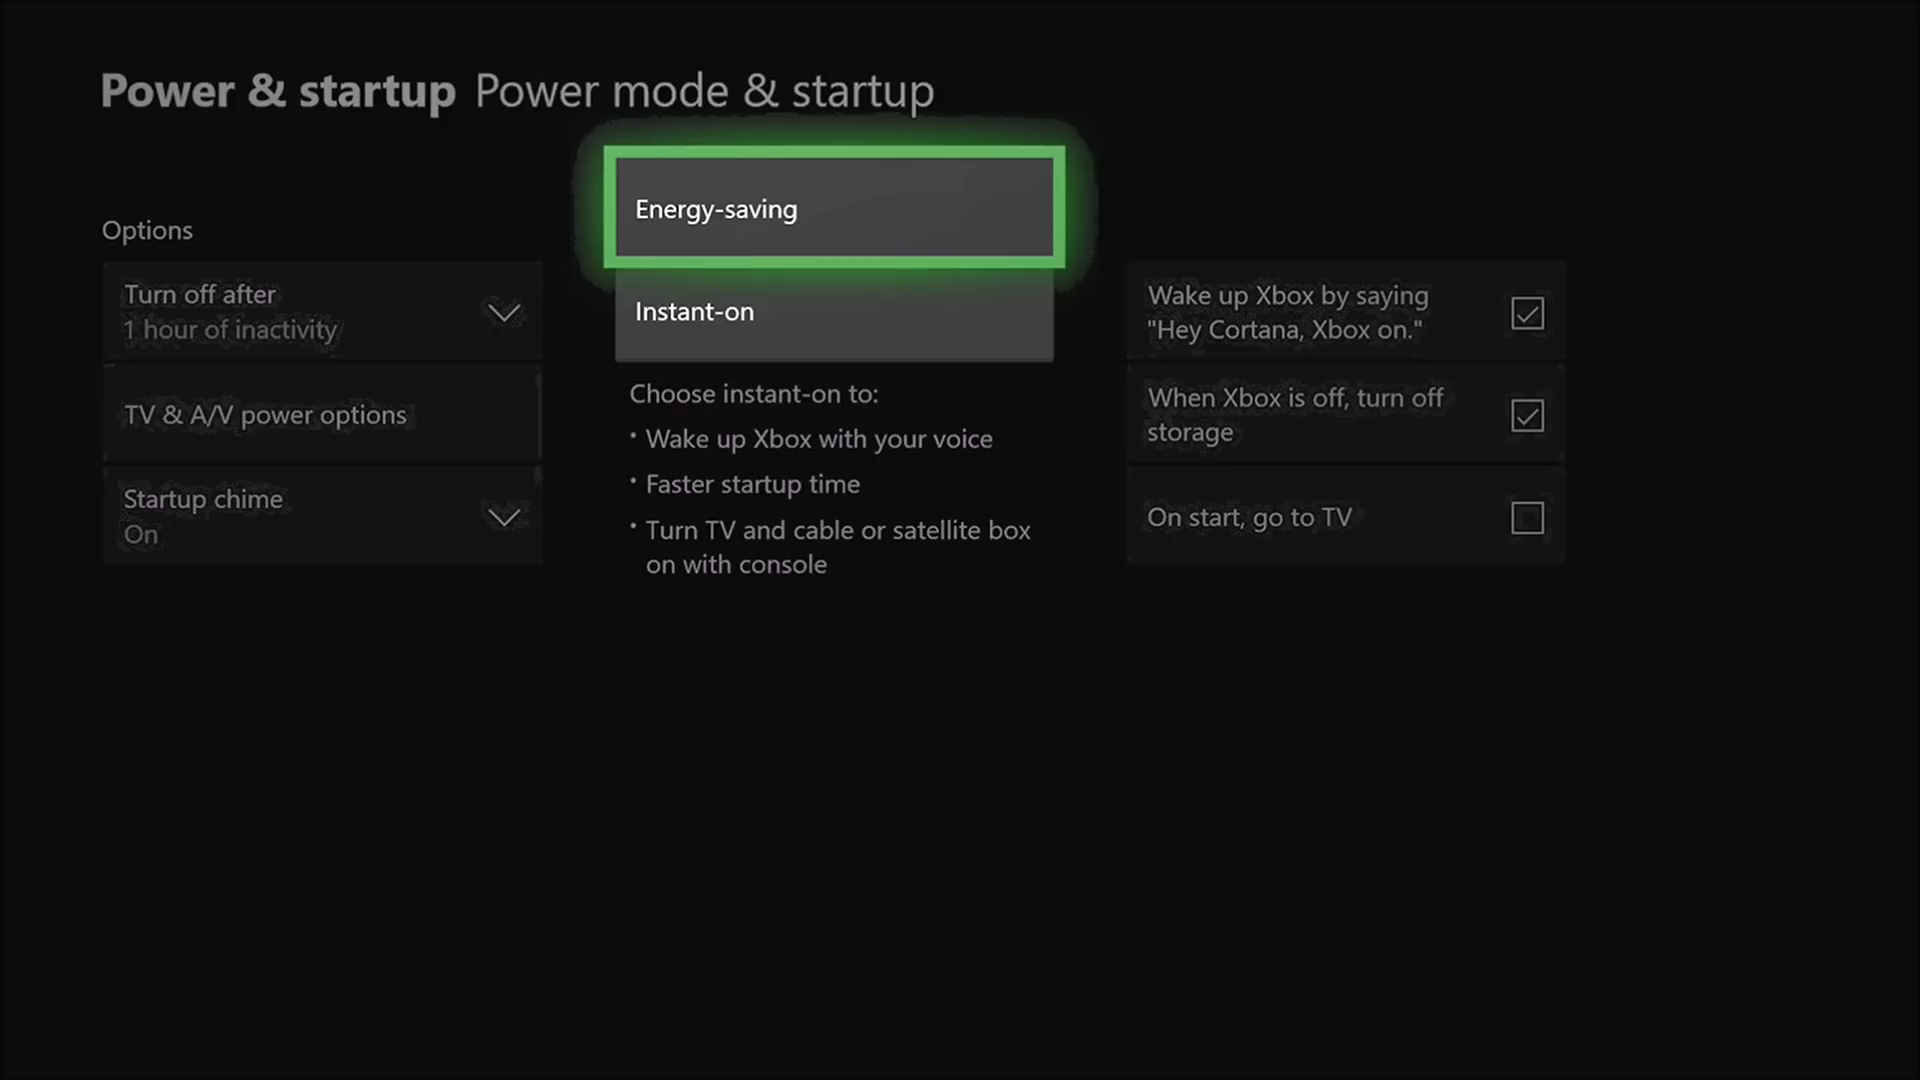 Power & startup Power mode & startup
Options
Turn off after
1 hour of inactivity
TV & A/V power options
Startup chime
On
Energy-saving
Instant-on
Choose instant-on to:
• Wake up Xbox with your voice
• Faster startup time
• Turn TV and cable or satellite box
on with console
Wake up Xbox by saying
"Hey Cortana, Xbox on."
When Xbox is off, turn off
storage
On start, go to TV